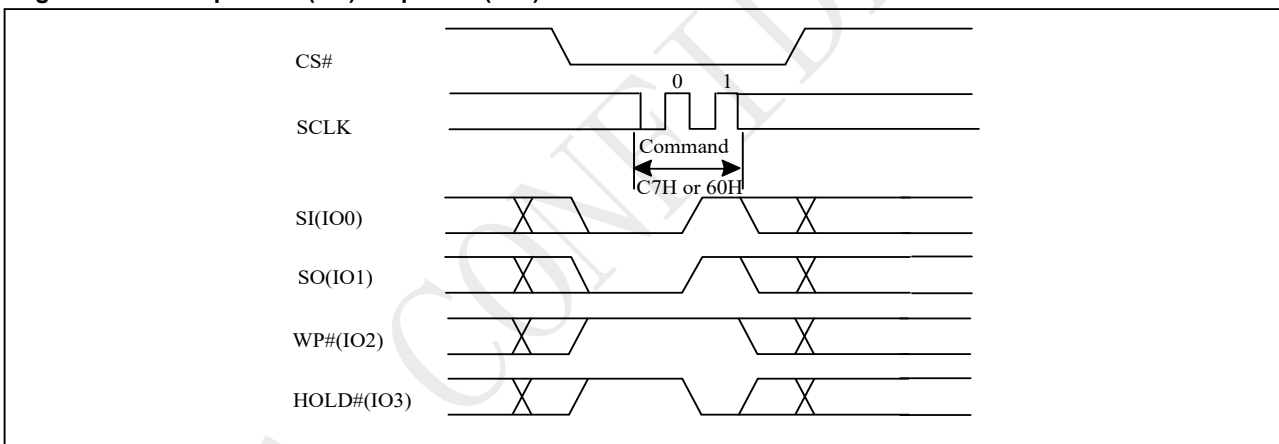 CS#
0 1
SCLK
Command
C7H or 60H
SI(IO0)
SO(IO1)
WP#(IO2)
HOLD#(IO3)